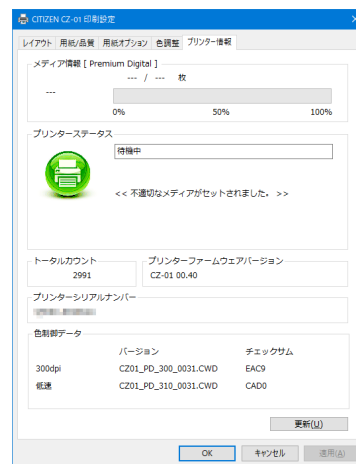 CITIZEN CZ-01 印刷設定
レイアウト 用紙/品質 用紙オプション 色調整 プリンター情報
メディア情報 [ Premium Digital ]
--- / --- 枚
---
0% 50% 100%
プリンターステータス
待機中
<< 不適切なメディアがセットされました。 >>
トータルカウント
2991
プリンターファームウェアバージョン
CZ-01 00.40
プリンターシリアルナンバー
色制御データ
バージョン チェックサム
300dpi CZ01_PD_300_0031.CWD EAC9
低速 CZ01_PD_310_0031.CWD CAD0
更新(U)
OK キャンセル 適用(A)